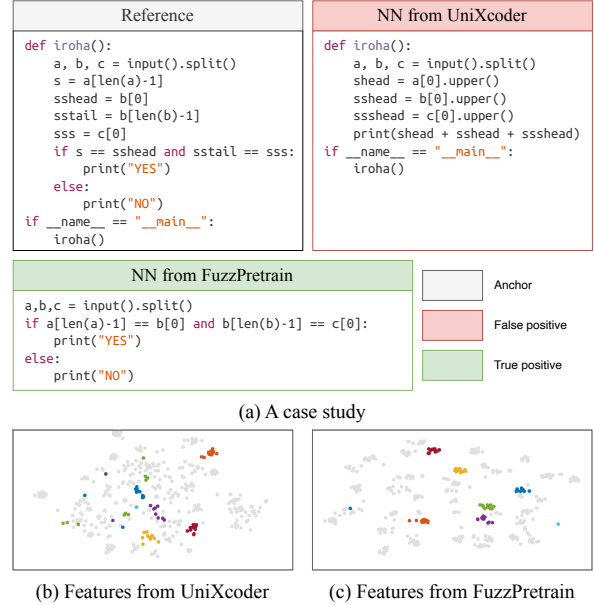 Reference
def iroha():
    a, b, c = input().split()
    s = a[len(a)-1]
    sshead = b[0]
    sstail = b[len(b)-1]
    sss = c[0]
    if s == sshead and sstail == sss:
        print("YES")
    else:
        print("NO")
if __name__ == "__main__":
    iroha()
NN from UniXcoder
def iroha():
    a, b, c = input().split()
    shead = a[0].upper()
    sshead = b[0].upper()
    ssshead = c[0].upper()
    print(shead + sshead + ssshead)
if __name__ == "__main__":
    iroha()
NN from FuzzPretrain
a,b,c = input().split()
if a[len(a)-1] == b[0] and b[len(b)-1] == c[0]:
    print("YES")
else:
    print("NO")
Anchor
False positive
True positive
(a) A case study
(b) Features from UniXcoder
(c) Features from FuzzPretrain